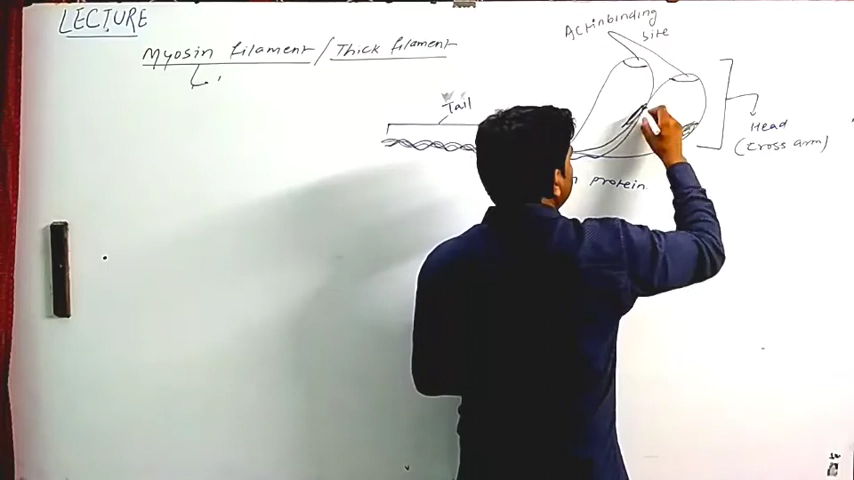 LECTURE
Myosin filament / Thick filament
Actin binding
site
Tail
Head
(Cross arm)
protein